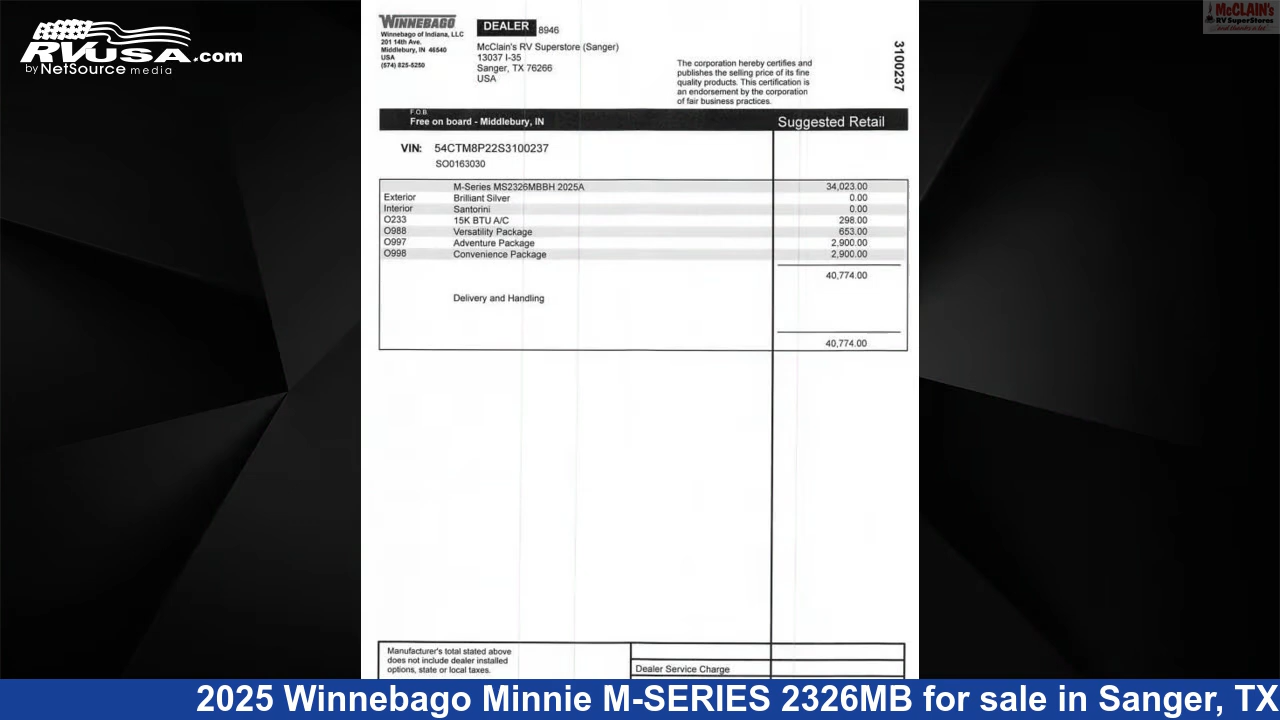 RVUSA.com
by NetSource media
McCLAIN'S
RV SUPERSTORES
WINNEBAGO
Winnebago of Indiana, LLC
201 14th Ave.
Middlebury, IN 46540
USA
(574) 825-5250
DEALER 8946
McClain's RV Superstore (Sanger)
13037 I-35
Sanger, TX 76266
USA
The corporation hereby certifies and
publishes the selling price of its fine
quality products. This certification is
an endorsement by the corporation
of fair business practices.
3100237
F.O.B.
Free on board - Middlebury, IN
Suggested Retail
VIN: 54CTM8P22S3100237
SO0163030
M-Series MS2326MBBH 2025A 34,023.00
Exterior Brilliant Silver 0.00
Interior Santorini 0.00
O233 15K BTU A/C 298.00
O988 Versatility Package 653.00
O997 Adventure Package 2,900.00
O998 Convenience Package 2,900.00
40,774.00
Delivery and Handling
40,774.00
Manufacturer's total stated above
does not include dealer installed
options, state or local taxes.
Dealer Service Charge
2025 Winnebago Minnie M-SERIES 2326MB for sale in Sanger, TX